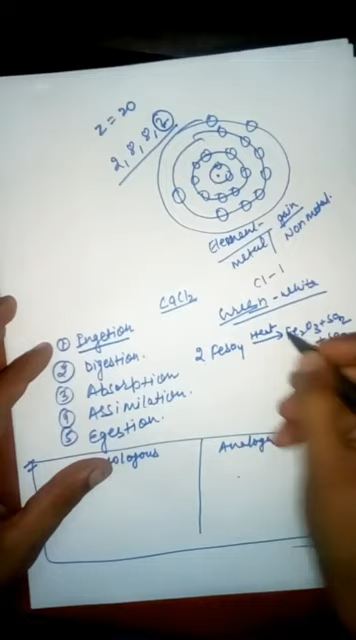 Z = 20
2, 8, 8, 2
Element -
metal | gain
Non metal.
Cl - 1
CaCl2
Green - white
① Ingestion
② Digestion.
③ Absorption
④ Assimilation.
⑤ Egestion.
2 FeSO4 Heat→ Fe2O3 + SO2
Analog